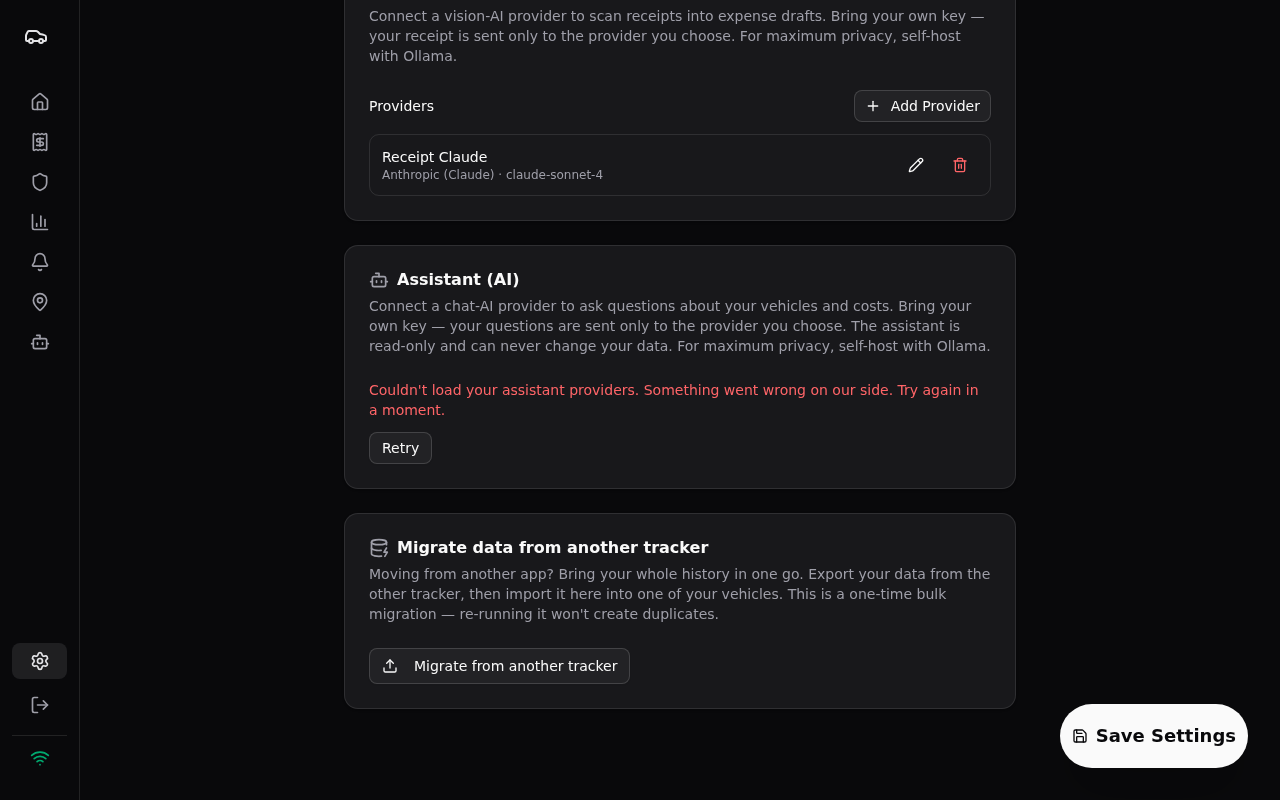 Connect a vision-AI provider to scan receipts into expense drafts. Bring your own key —
your receipt is sent only to the provider you choose. For maximum privacy, self-host
with Ollama.
Providers
Add Provider
Receipt Claude
Anthropic (Claude) · claude-sonnet-4
Assistant (AI)
Connect a chat-AI provider to ask questions about your vehicles and costs. Bring your
own key — your questions are sent only to the provider you choose. The assistant is
read-only and can never change your data. For maximum privacy, self-host with Ollama.
Couldn't load your assistant providers. Something went wrong on our side. Try again in
a moment.
Retry
Migrate data from another tracker
Moving from another app? Bring your whole history in one go. Export your data from the
other tracker, then import it here into one of your vehicles. This is a one-time bulk
migration — re-running it won't create duplicates.
Migrate from another tracker
Save Settings